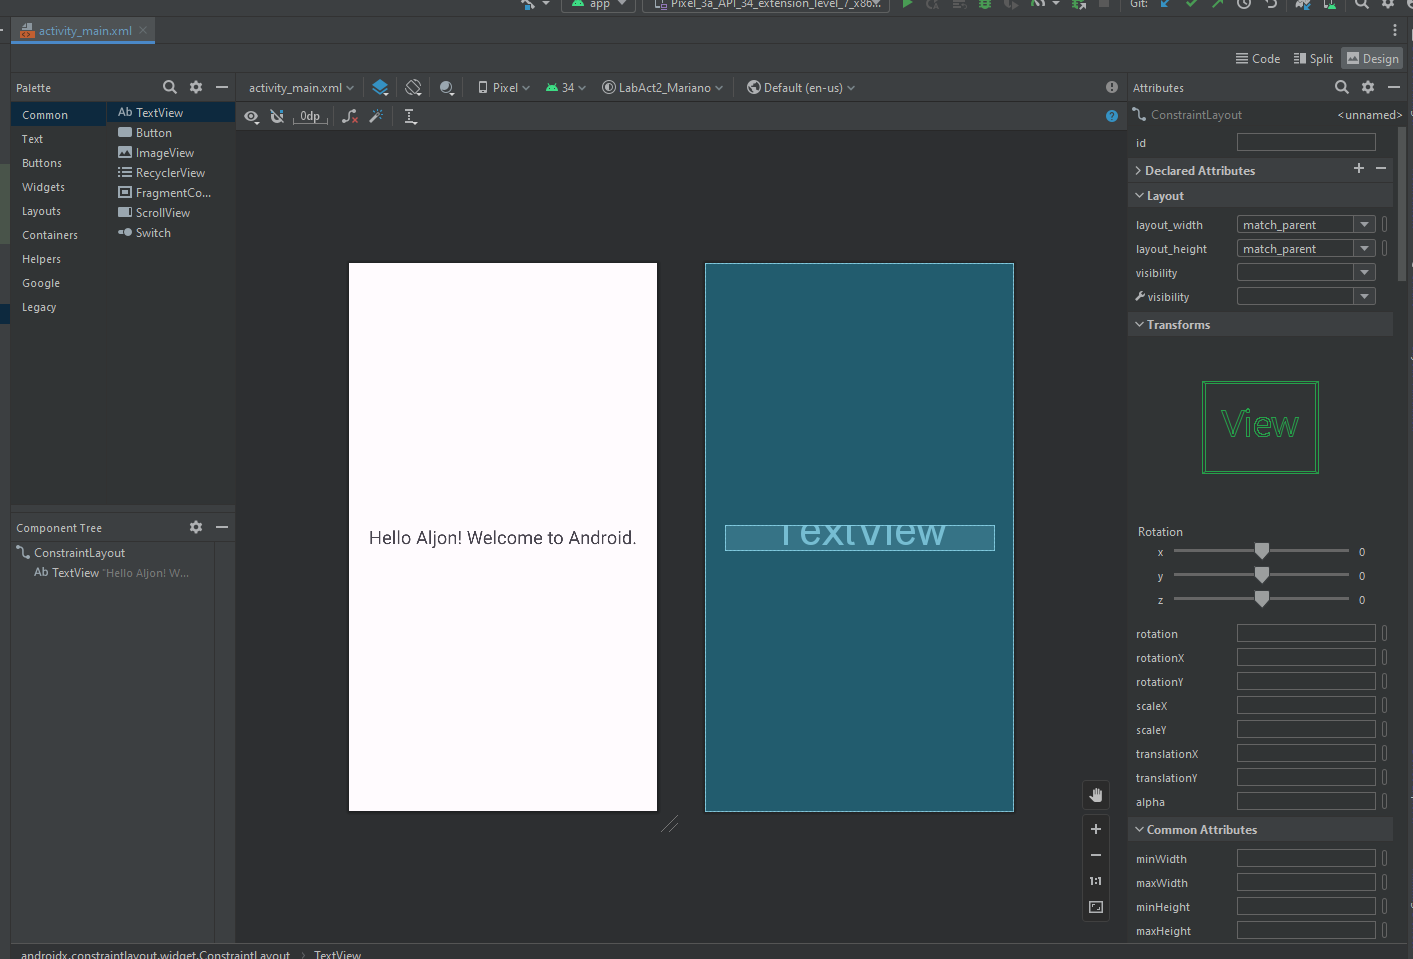 app
Pixel_3a_API_34_extension_level_7_x86...
Git:
activity_main.xml
Code
Split
Design
Palette
activity_main.xml
Pixel
34
LabAct2_Mariano
Default (en-us)
Attributes
Common
Text
Buttons
Widgets
Layouts
Containers
Helpers
Google
Legacy
Ab TextView
Button
ImageView
RecyclerView
FragmentCo...
ScrollView
Switch
0dp
ConstraintLayout
<unnamed>
id
Declared Attributes
Layout
layout_width
match_parent
layout_height
match_parent
visibility
visibility
Transforms
View
Hello Aljon! Welcome to Android.
TextView
Component Tree
ConstraintLayout
Ab TextView "Hello Aljon! W...
Rotation
x
0
y
0
z
0
rotation
rotationX
rotationY
scaleX
scaleY
translationX
translationY
alpha
Common Attributes
minWidth
maxWidth
minHeight
maxHeight
1:1
androidx.constraintlayout.widget.ConstraintLayout
TextView